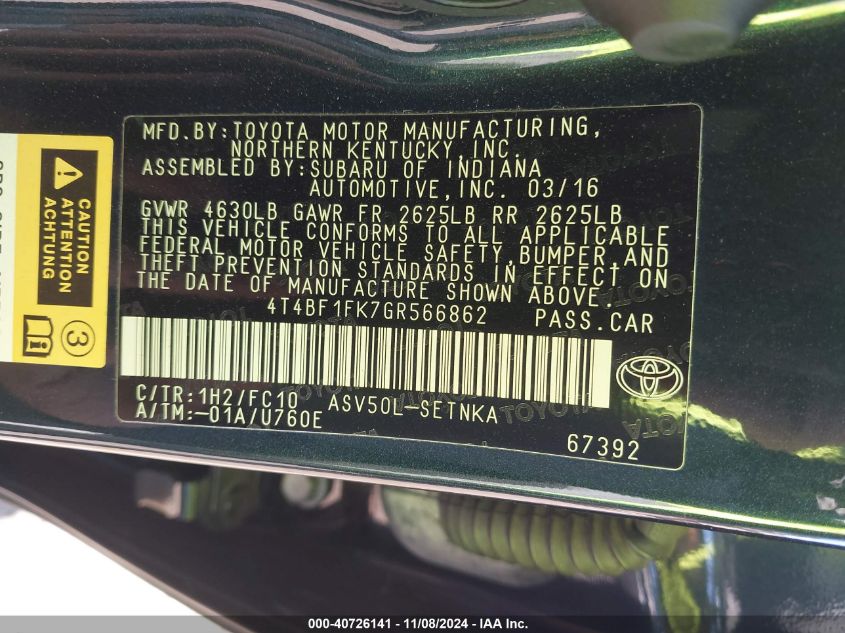 MFD.BY:TOYOTA MOTOR MANUFACTURING,
NORTHERN KENTUCKY,INC.
ASSEMBLED BY:SUBARU OF INDIANA
AUTOMOTIVE,INC. 03/16
GVWR 4630LB GAWR FR 2625LB RR 2625LB
THIS VEHICLE CONFORMS TO ALL APPLICABLE
FEDERAL MOTOR VEHICLE SAFETY,BUMPER,AND
THEFT PREVENTION STANDARDS IN EFFECT ON
THE DATE OF MANUFACTURE SHOWN ABOVE.
4T4BF1FK7GR566862 PASS.CAR
C/TR:1H2/FC10 ASV50L-SETNKA
A/TM:-01A/U760E
67392
CAUTION
ATTENTION
ACHTUNG
3
i
000-40726141 - 11/08/2024 - IAA Inc.